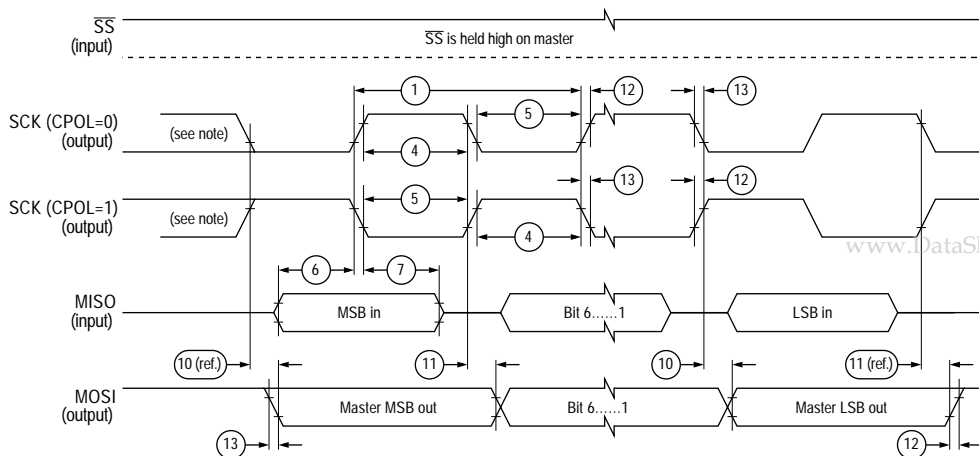 SS
(input)
SS is held high on master
1
12
13
SCK (CPOL=0)
(output)
(see note)
5
4
13
12
SCK (CPOL=1)
(output)
(see note)
5
4
www.DataSh
6
7
MISO
(input)
MSB in
Bit 6......1
LSB in
10 (ref.)
11
10
11 (ref.)
MOSI
(output)
Master MSB out
Bit 6......1
Master LSB out
13
12